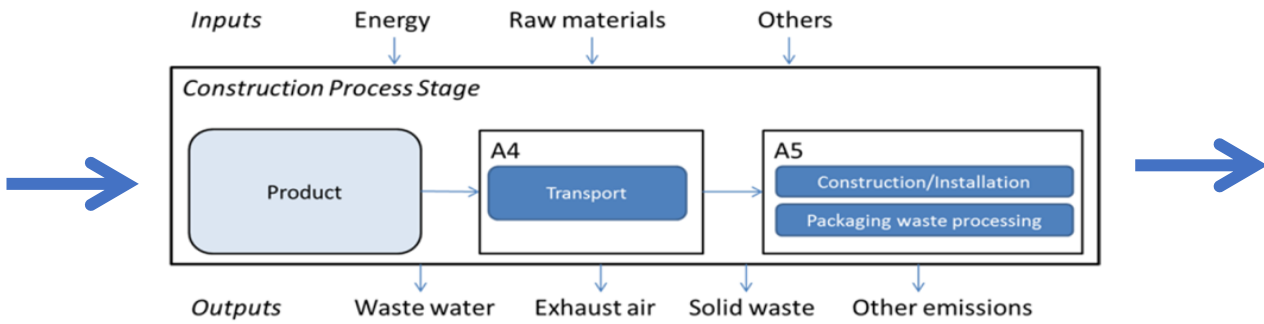 Inputs Energy Raw materials Others
Construction Process Stage
Product
A4
Transport
A5
Construction/Installation
Packaging waste processing
Outputs Waste water Exhaust air Solid waste Other emissions